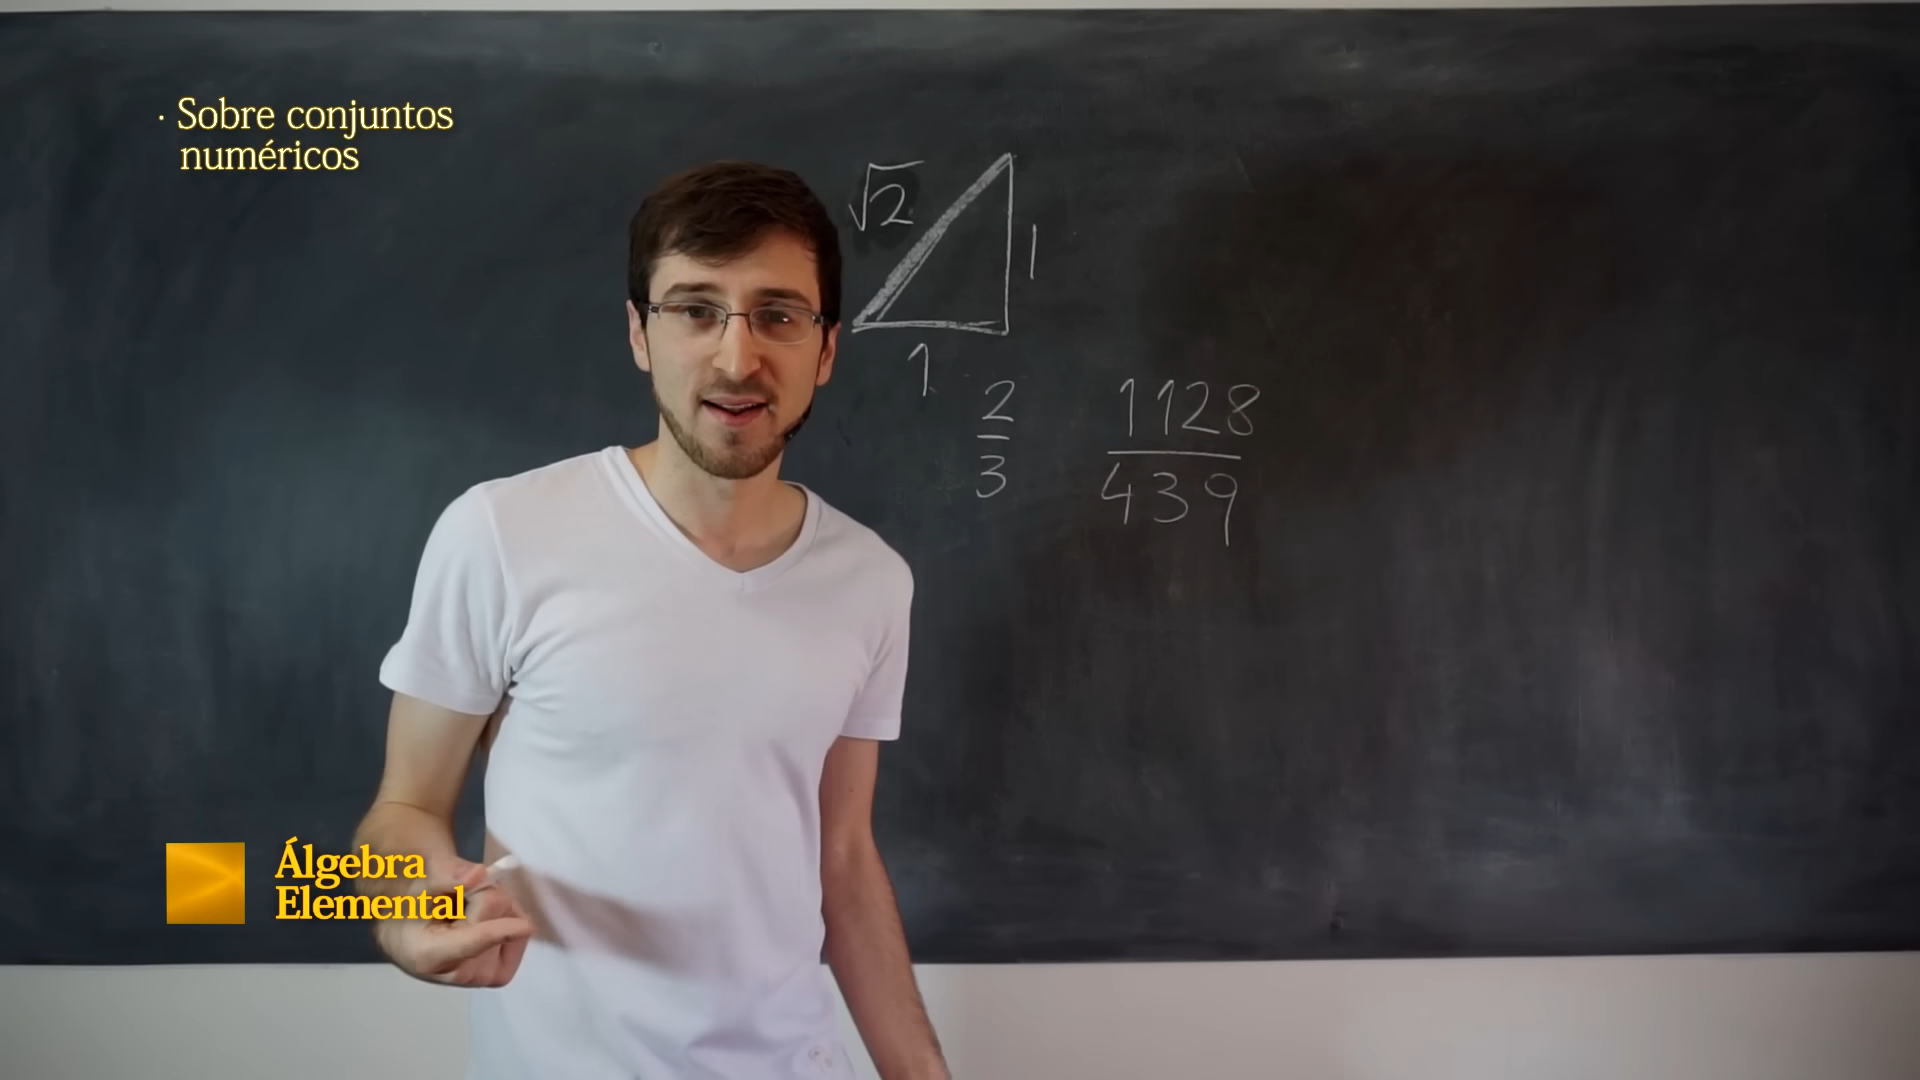 · Sobre conjuntos
numéricos
√2
1
1
2
3
1128
439
Álgebra
Elemental